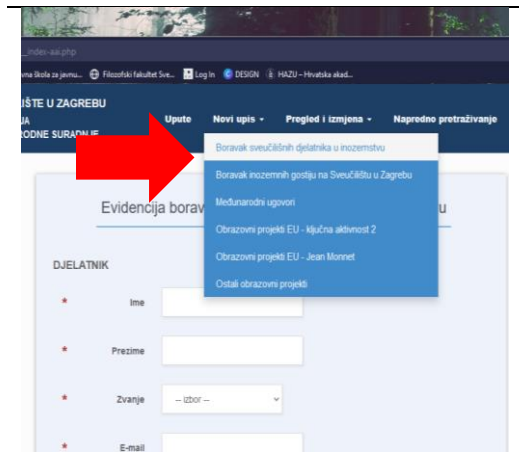 _index-aai.php
vna škola za javnu... Filozofski fakultet Sve... Log In DESIGN HAZU – Hrvatska akad...
IŠTE U ZAGREBU
JA
RODNE SURADNJE
Upute Novi upis Pregled i izmjena Napredno pretraživanje
Boravak sveučilišnih djelatnika u inozemstvu
Boravak inozemnih gostiju na Sveučilištu u Zagrebu
Međunarodni ugovori
Obrazovni projekti EU - ključna aktivnost 2
Obrazovni projekti EU - Jean Monnet
Ostali obrazovni projekti
Evidencija borav u
DJELATNIK
* Ime
* Prezime
* Zvanje -- izbor --
* E-mail